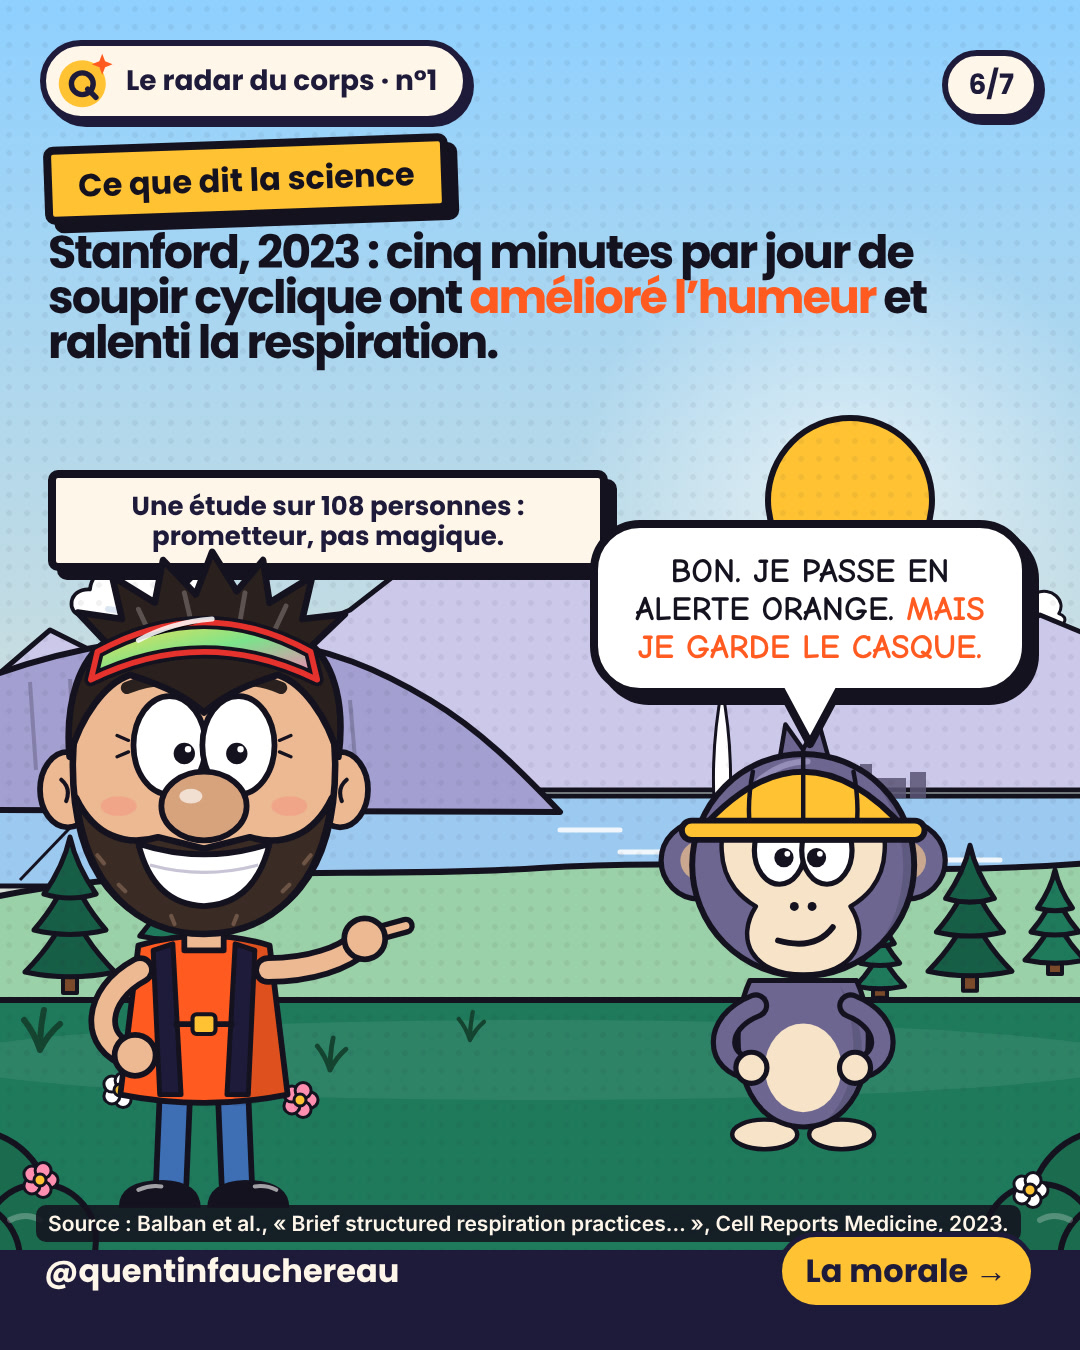 Q Le radar du corps · n°1
6/7
Ce que dit la science
Stanford, 2023 : cinq minutes par jour de
soupir cyclique ont amélioré l’humeur et
ralenti la respiration.
Une étude sur 108 personnes :
prometteur, pas magique.
BON. JE PASSE EN
ALERTE ORANGE. MAIS
JE GARDE LE CASQUE.
Source : Balban et al., « Brief structured respiration practices… », Cell Reports Medicine, 2023.
@quentinfauchereau
La morale →